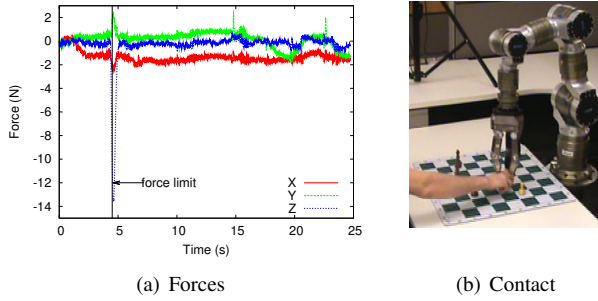 2
0
-2
-4
-6
-8
-10
-12
-14
Force (N)
force limit
X
Y
Z
0 5 10 15 20 25
Time (s)
(a) Forces
(b) Contact